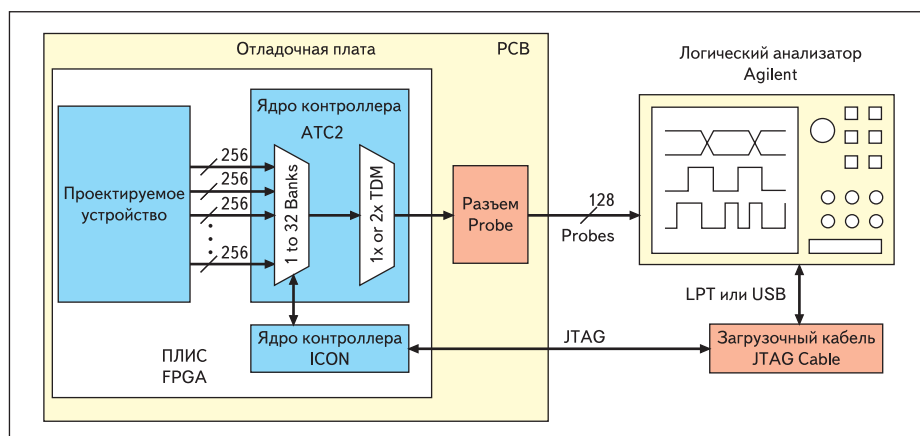 Отладочная плата
PCB
Логический анализатор
Agilent
Ядро контроллера
ATC2
Проектируемое
устройство
256
256
256
256
1 to 32 Banks
1x or 2x TDM
Разъем
Probe
128
Probes
LPT или USB
Ядро контроллера
ICON
JTAG
Загрузочный кабель
JTAG Cable
ПЛИС
FPGA